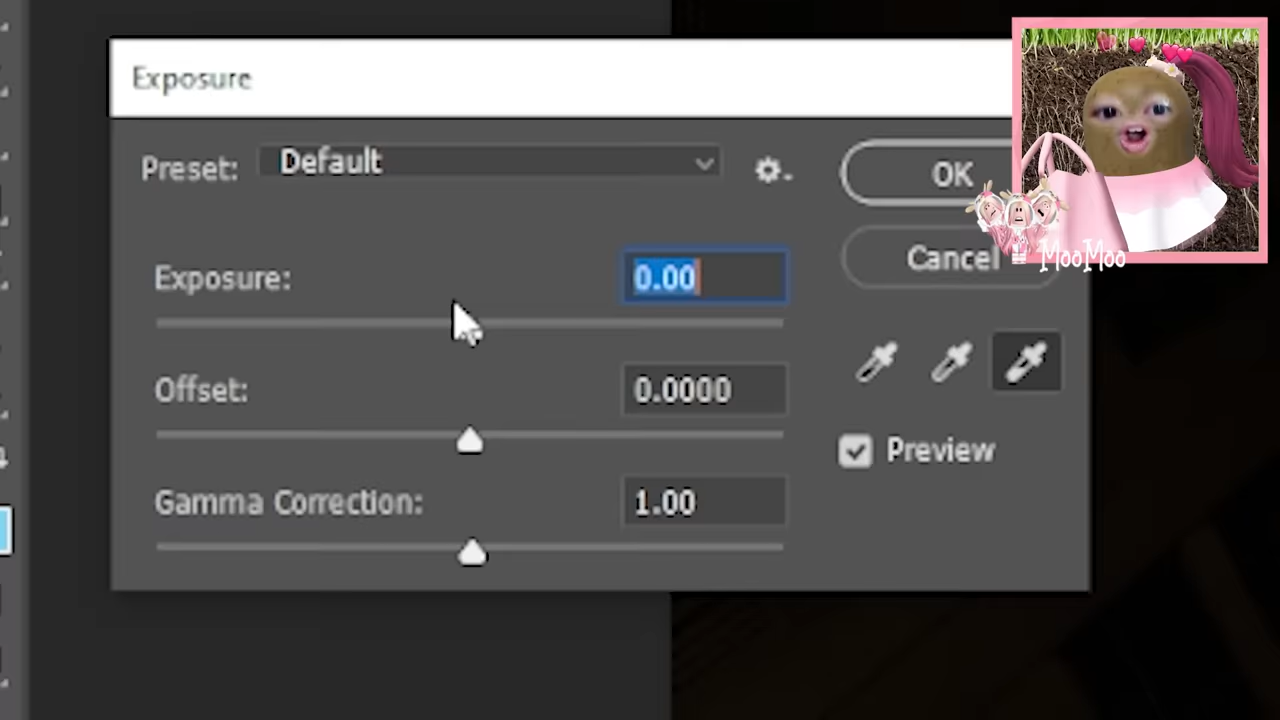 Exposure
Preset: Default
OK
Exposure: 0.00
Cancel
MooMoo
Offset: 0.0000
Preview
Gamma Correction: 1.00